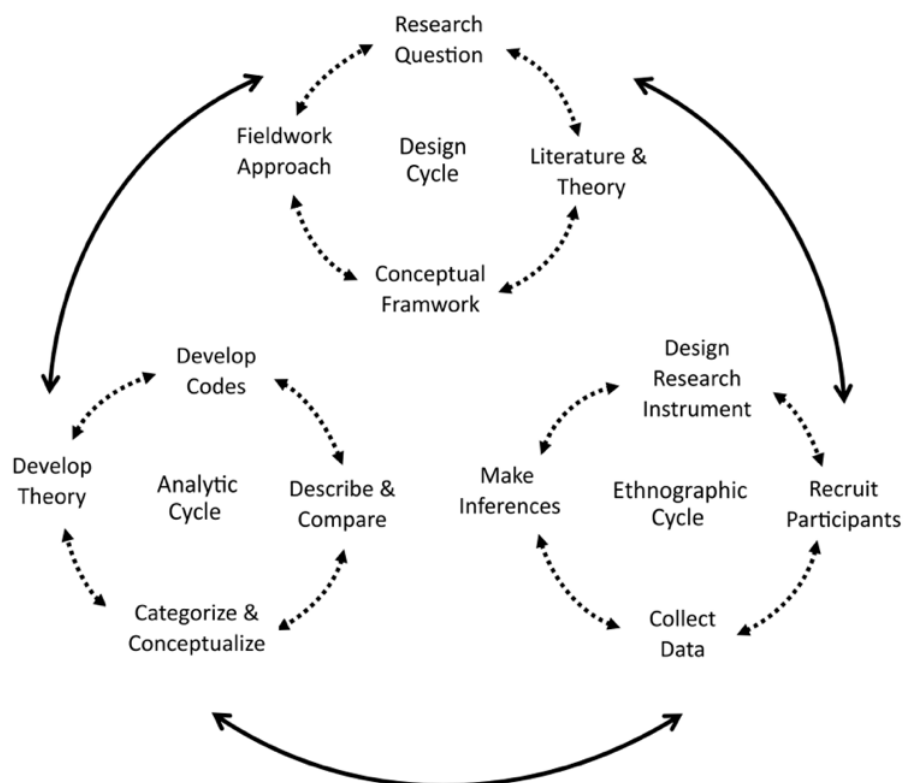 Research
Question
Fieldwork
Approach
Design
Cycle
Literature &
Theory
Conceptual
Framwork
Develop
Codes
Develop
Theory
Analytic
Cycle
Describe &
Compare
Categorize &
Conceptualize
Design
Research
Instrument
Make
Inferences
Ethnographic
Cycle
Recruit
Participants
Collect
Data